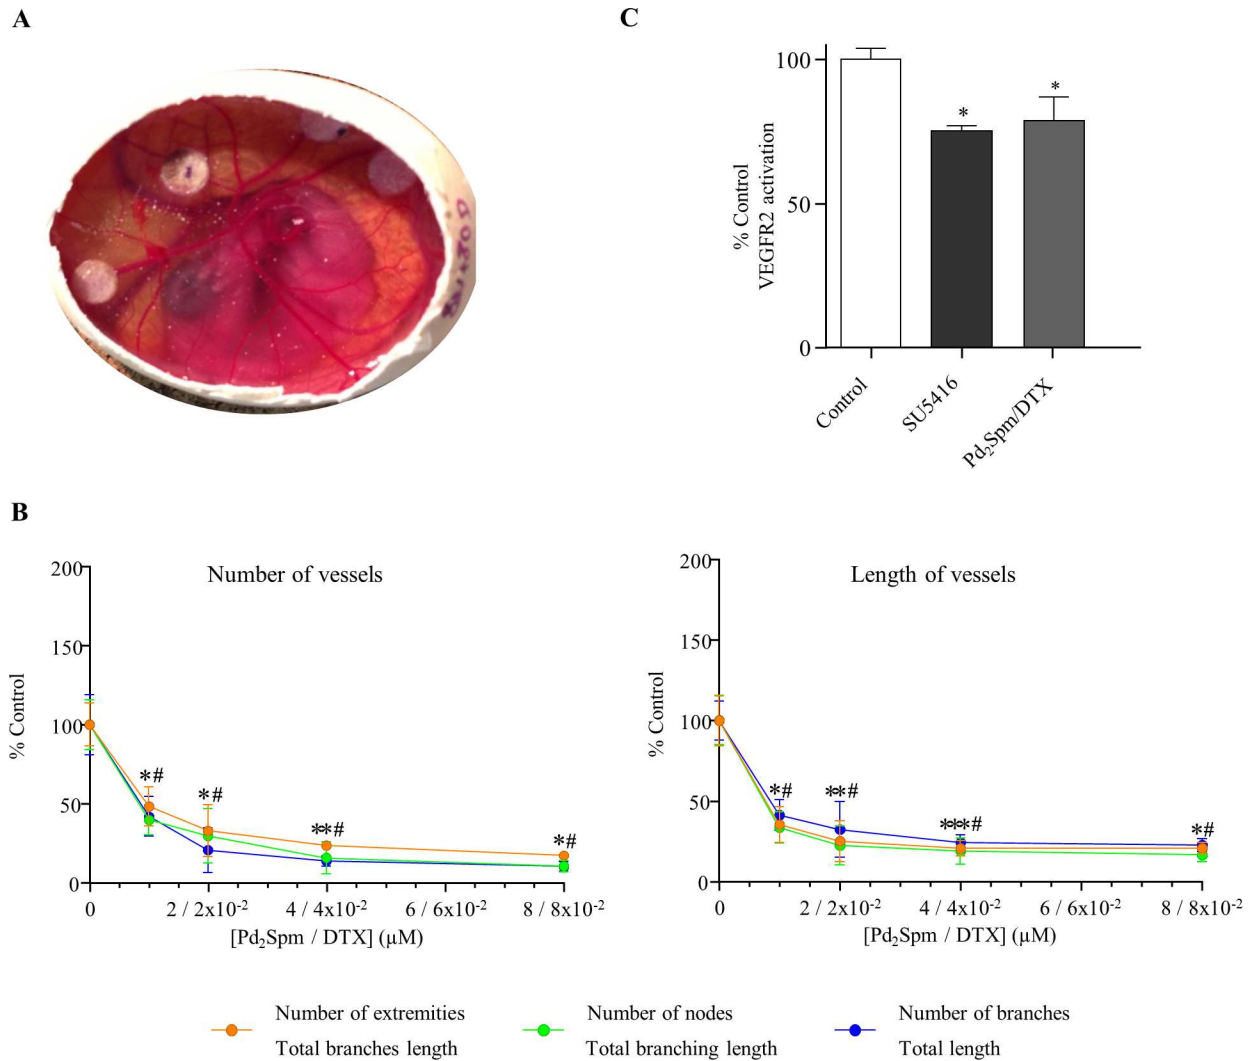 A
C
100
50
0
% Control
VEGFR2 activation
*
*
Control
SU5416
Pd₂Spm/DTX
B
Number of vessels
200
150
100
50
0
% Control
*#
*#
**#
*#
0
2 / 2x10⁻²
4 / 4x10⁻²
6 / 6x10⁻²
8 / 8x10⁻²
[Pd₂Spm / DTX] (µM)
Length of vessels
200
150
100
50
0
% Control
*#
**#
***#
*#
0
2 / 2x10⁻²
4 / 4x10⁻²
6 / 6x10⁻²
8 / 8x10⁻²
[Pd₂Spm / DTX] (µM)
Number of extremities
Total branches length
Number of nodes
Total branching length
Number of branches
Total length